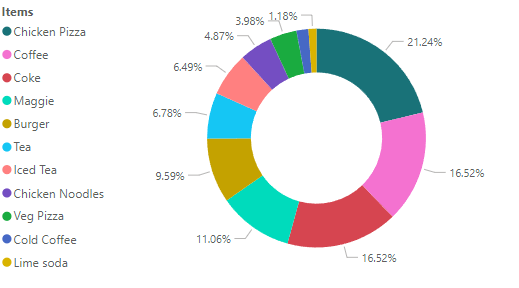 Items
Chicken Pizza
Coffee
Coke
Maggie
Burger
Tea
Iced Tea
Chicken Noodles
Veg Pizza
Cold Coffee
Lime soda
21.24%
16.52%
16.52%
11.06%
9.59%
6.78%
6.49%
4.87%
3.98%
1.18%